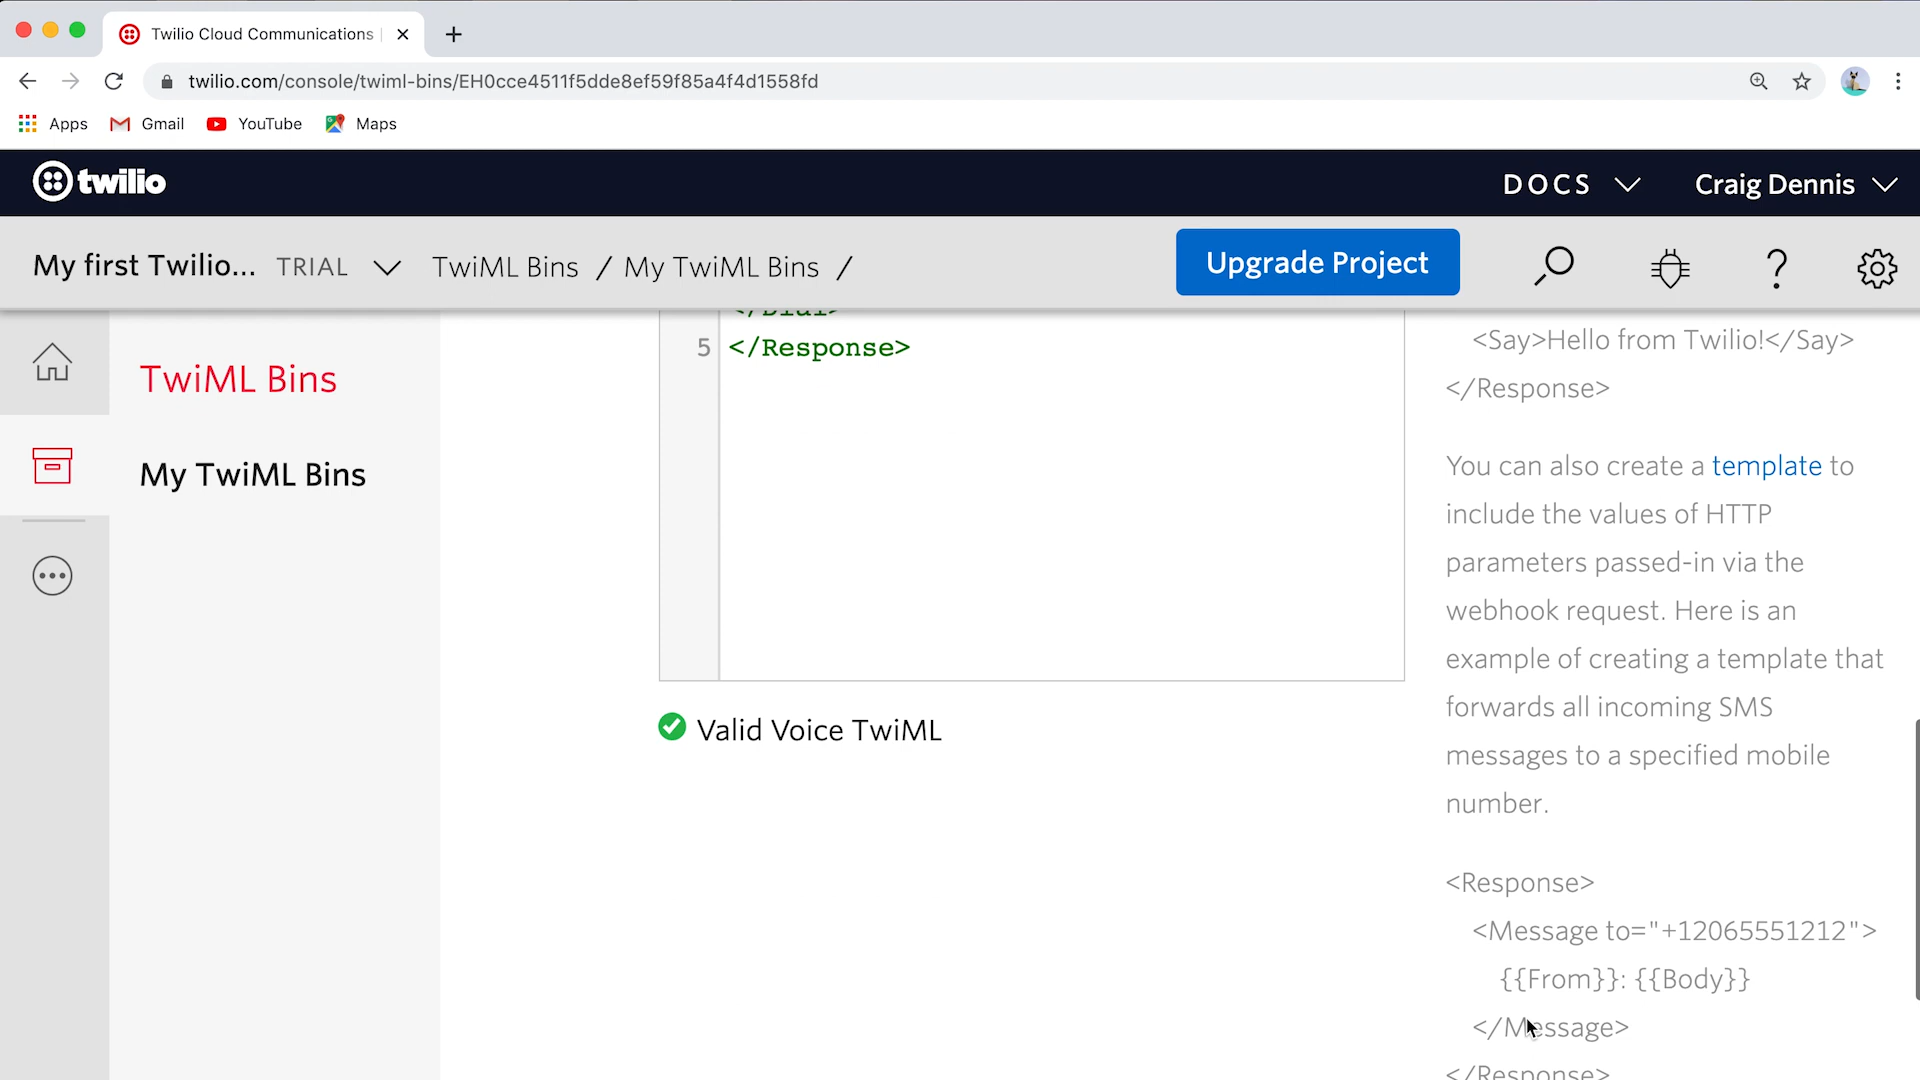 Twilio Cloud Communications |
twilio.com/console/twiml-bins/EH0cce4511f5dde8ef59f85a4f4d1558fd
Apps Gmail YouTube Maps
twilio DOCS Craig Dennis
My first Twilio... TRIAL TwiML Bins / My TwiML Bins / Upgrade Project
TwiML Bins
My TwiML Bins
</Dial>
5 </Response>
Valid Voice TwiML
<Say>Hello from Twilio!</Say>
</Response>
You can also create a template to
include the values of HTTP
parameters passed-in via the
webhook request. Here is an
example of creating a template that
forwards all incoming SMS
messages to a specified mobile
number.
<Response>
<Message to="+12065551212">
{{From}}: {{Body}}
</Message>
</Response>